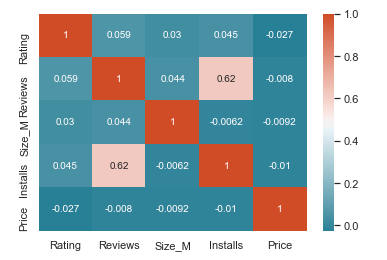 Rating 1 0.059 0.03 0.045 -0.027
Reviews 0.059 1 0.044 0.62 -0.008
Size_M 0.03 0.044 1 -0.0062 -0.0092
Installs 0.045 0.62 -0.0062 1 -0.01
Price -0.027 -0.008 -0.0092 -0.01 1
Rating Reviews Size_M Installs Price
1.0
0.8
0.6
0.4
0.2
0.0